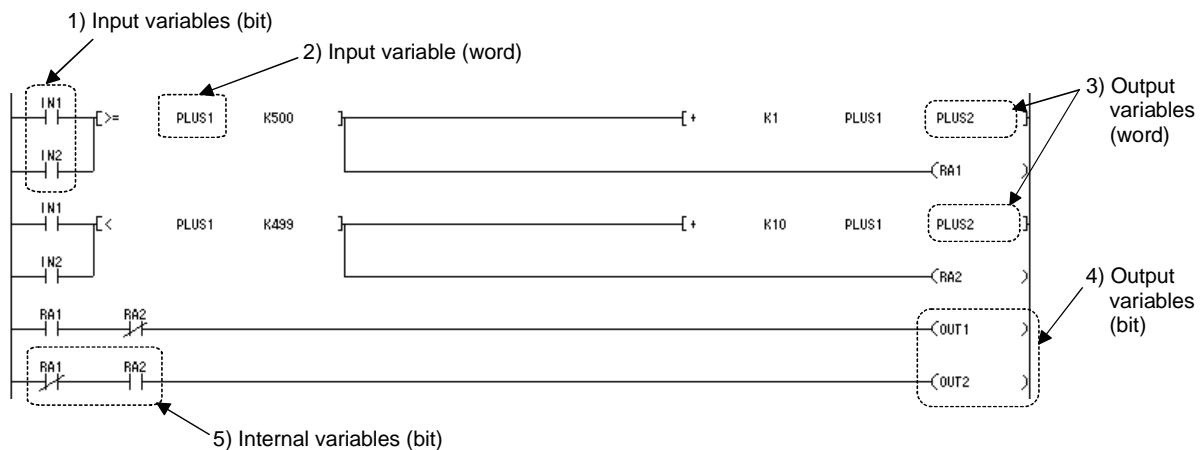 1) Input variables (bit)
2) Input variable (word)
3) Output
variables
(word)
IN1
[>= PLUS1 K500 ] [+ K1 PLUS1 PLUS2 ]
IN2
(RA1 )
IN1
[< PLUS1 K499 ] [+ K10 PLUS1 PLUS2 ]
IN2
(RA2 )
4) Output
variables
(bit)
RA1 RA2
(OUT1 )
RA1 RA2
(OUT2 )
5) Internal variables (bit)